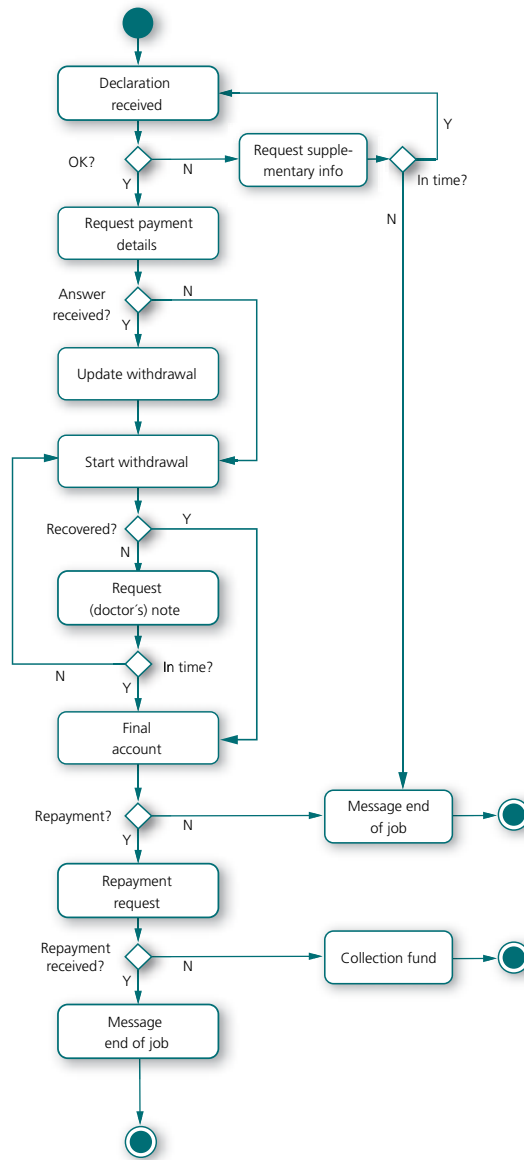 Declaration
received
Y
OK?
N
Request supple-
mentary info
In time?
Y
N
Request payment
details
Answer
received?
N
Y
Update withdrawal
Start withdrawal
Recovered?
Y
N
Request
(doctor´s) note
In time?
N
Y
Final
account
Repayment?
N
Y
Message end
of job
Repayment
request
Repayment
received?
N
Y
Collection fund
Message
end of job